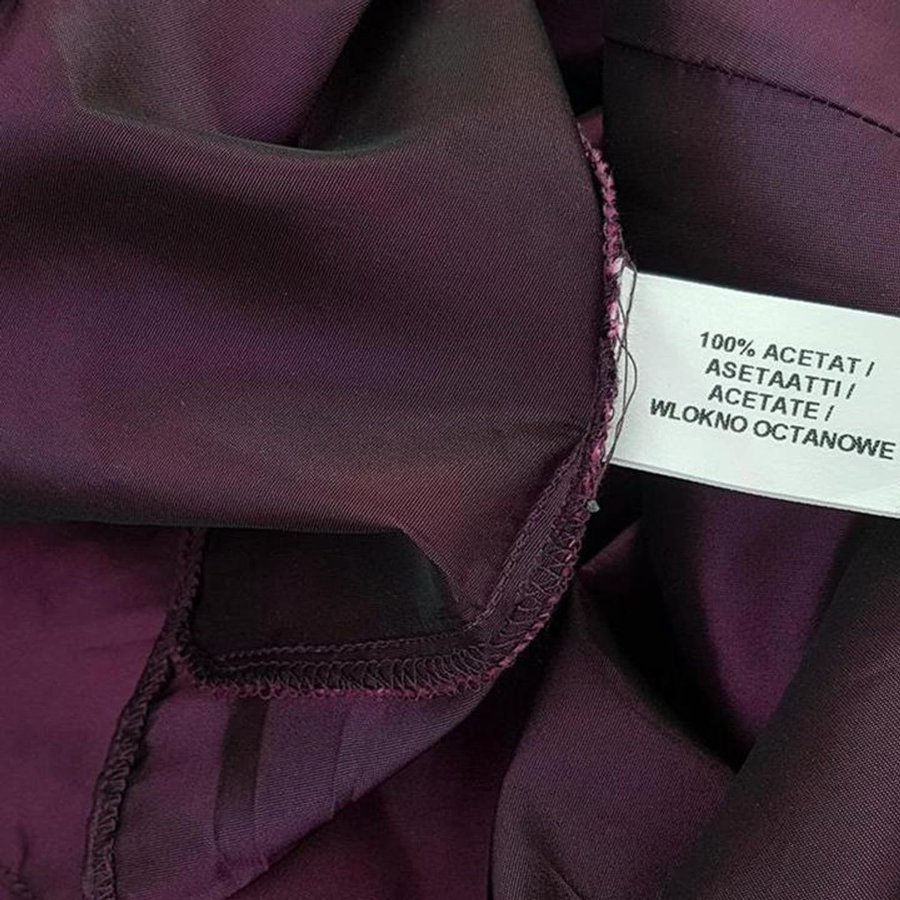 100% ACETAT /
ASETAATTI /
ACETATE /
WLOKNO OCTANOWE